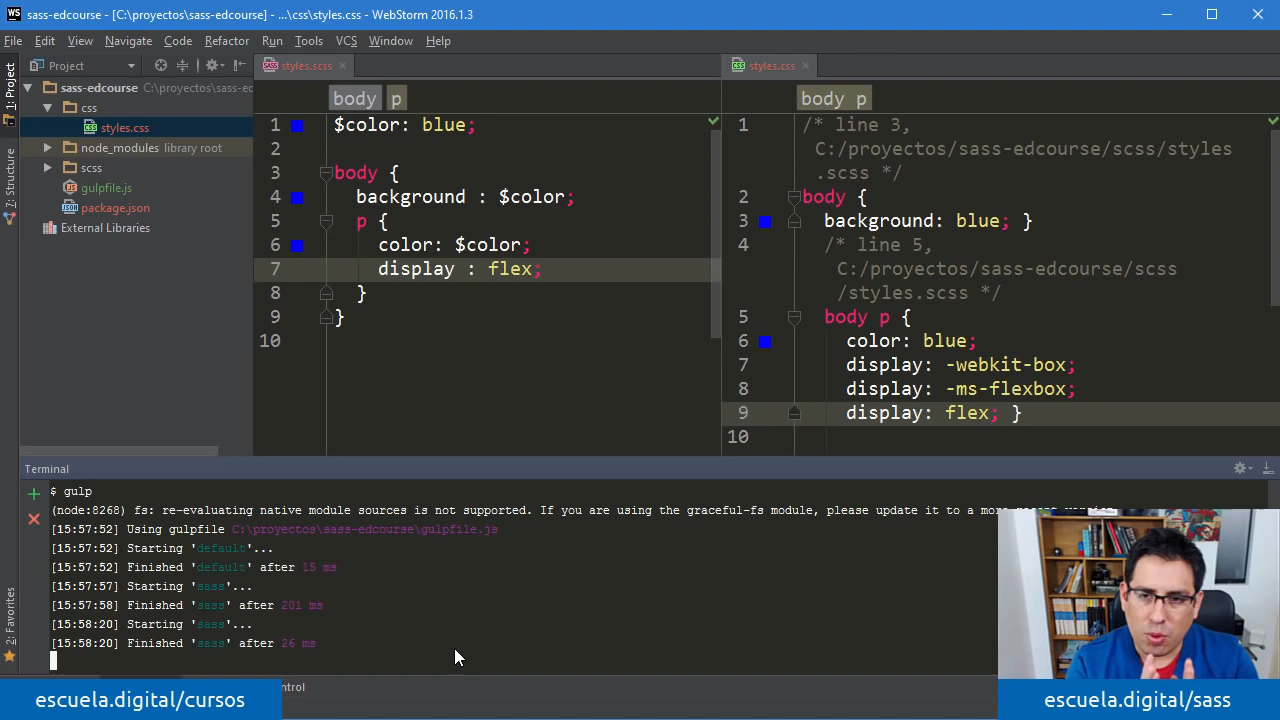 sass-edcourse - [C:\proyectos\sass-edcourse] - ...\css\styles.css - WebStorm 2016.1.3
File Edit View Navigate Code Refactor Run Tools VCS Window Help
1: Project
7: Structure
2: Favorites
Project
sass-edcourse C:\proyectos\sass-ed
css
styles.css
node_modules library root
scss
gulpfile.js
package.json
External Libraries
styles.scss
body p
1 $color: blue;
2
3 body {
4 background : $color;
5 p {
6 color: $color;
7 display : flex;
8 }
9 }
10
styles.css
body p
1 /* line 3,
C:/proyectos/sass-edcourse/scss/styles
.scss */
2 body {
3 background: blue; }
4 /* line 5,
C:/proyectos/sass-edcourse/scss
/styles.scss */
5 body p {
6 color: blue;
7 display: -webkit-box;
8 display: -ms-flexbox;
9 display: flex; }
10
Terminal
$ gulp
(node:8268) fs: re-evaluating native module sources is not supported. If you are using the graceful-fs module, please update it to a more
[15:57:52] Using gulpfile C:\proyectos\sass-edcourse\gulpfile.js
[15:57:52] Starting 'default'...
[15:57:52] Finished 'default' after 15 ms
[15:57:57] Starting 'sass'...
[15:57:58] Finished 'sass' after 201 ms
[15:58:20] Starting 'sass'...
[15:58:20] Finished 'sass' after 26 ms
ntrol
escuela.digital/cursos
escuela.digital/sass